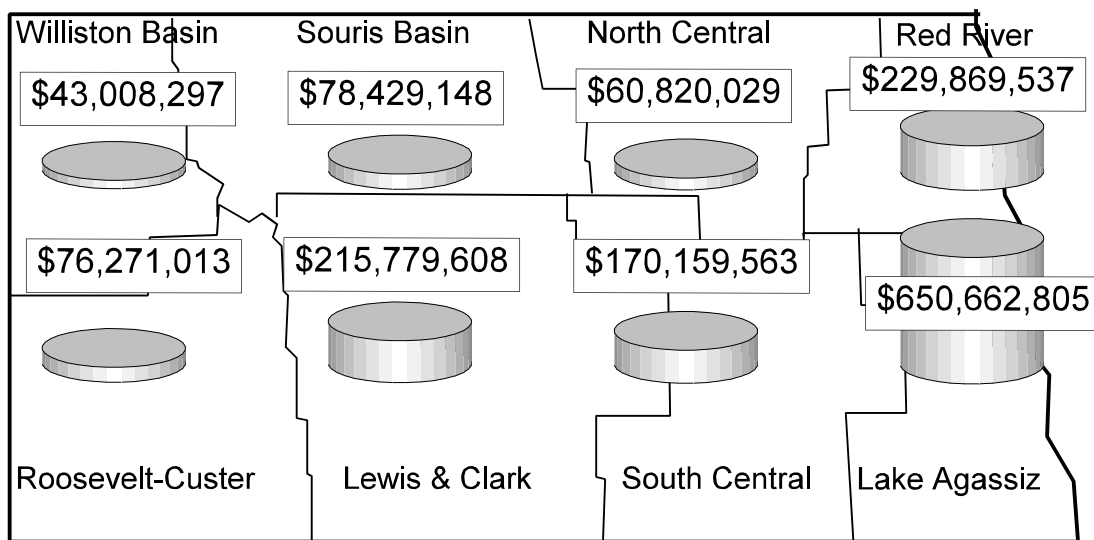 Williston Basin
Souris Basin
North Central
Red River
$43,008,297
$78,429,148
$60,820,029
$229,869,537
$76,271,013
$215,779,608
$170,159,563
$650,662,805
Roosevelt-Custer
Lewis & Clark
South Central
Lake Agassiz